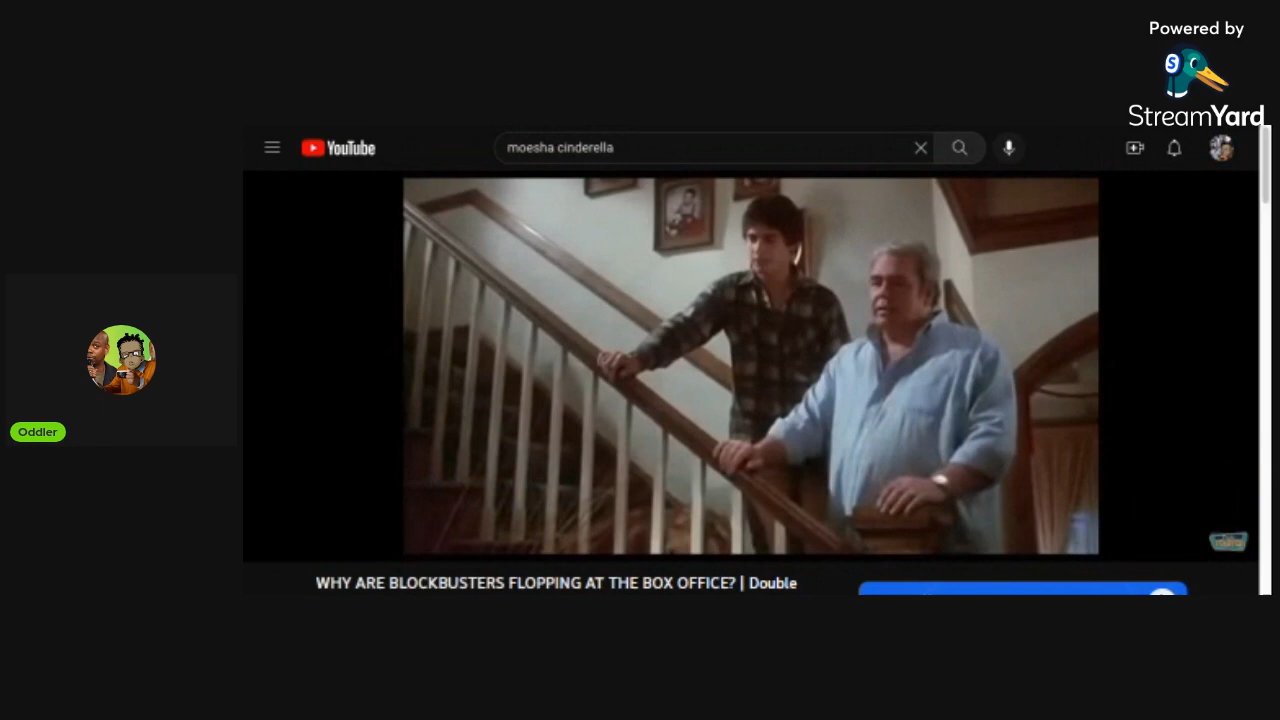 Powered by
StreamYard
YouTube
moesha cinderella
Oddler
WHY ARE BLOCKBUSTERS FLOPPING AT THE BOX OFFICE? | Double